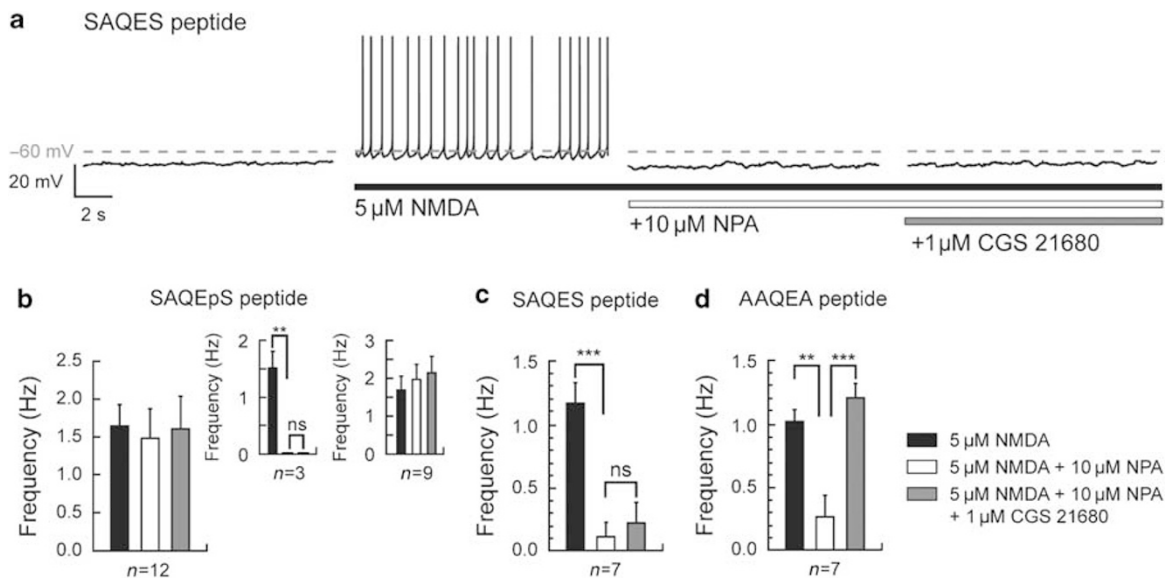 a SAQES peptide
–60 mV
20 mV
2 s
5 µM NMDA
+10 µM NPA
+1µM CGS 21680
b SAQEpS peptide
Frequency (Hz)
2.5
2.0
1.5
1.0
0.5
0.0
n=12
Frequency (Hz)
2
1
0
**
ns
n=3
Frequency (Hz)
3
2
1
0
n=9
c SAQES peptide
Frequency (Hz)
1.5
1.0
0.5
0.0
***
ns
n=7
d AAQEA peptide
Frequency (Hz)
1.5
1.0
0.5
0.0
** ***
n=7
5 µM NMDA
5 µM NMDA + 10 µM NPA
5 µM NMDA + 10 µM NPA
+ 1 µM CGS 21680